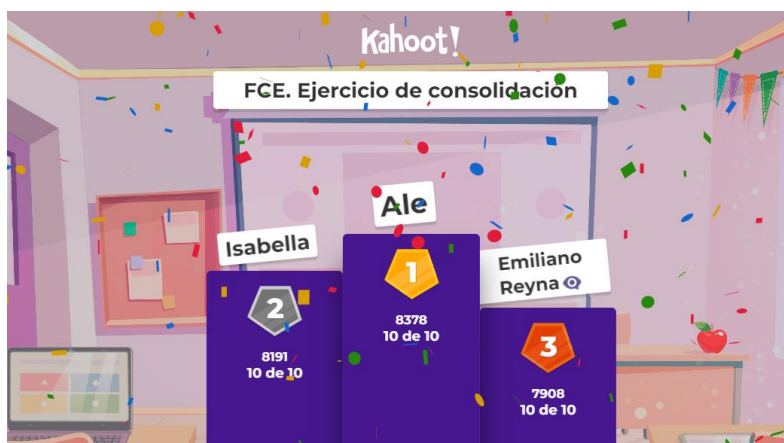 Kahoot!
FCE. Ejercicio de consolidación
Ale
Isabella
Emiliano
Reyna
1
8378
10 de 10
2
8191
10 de 10
3
7908
10 de 10